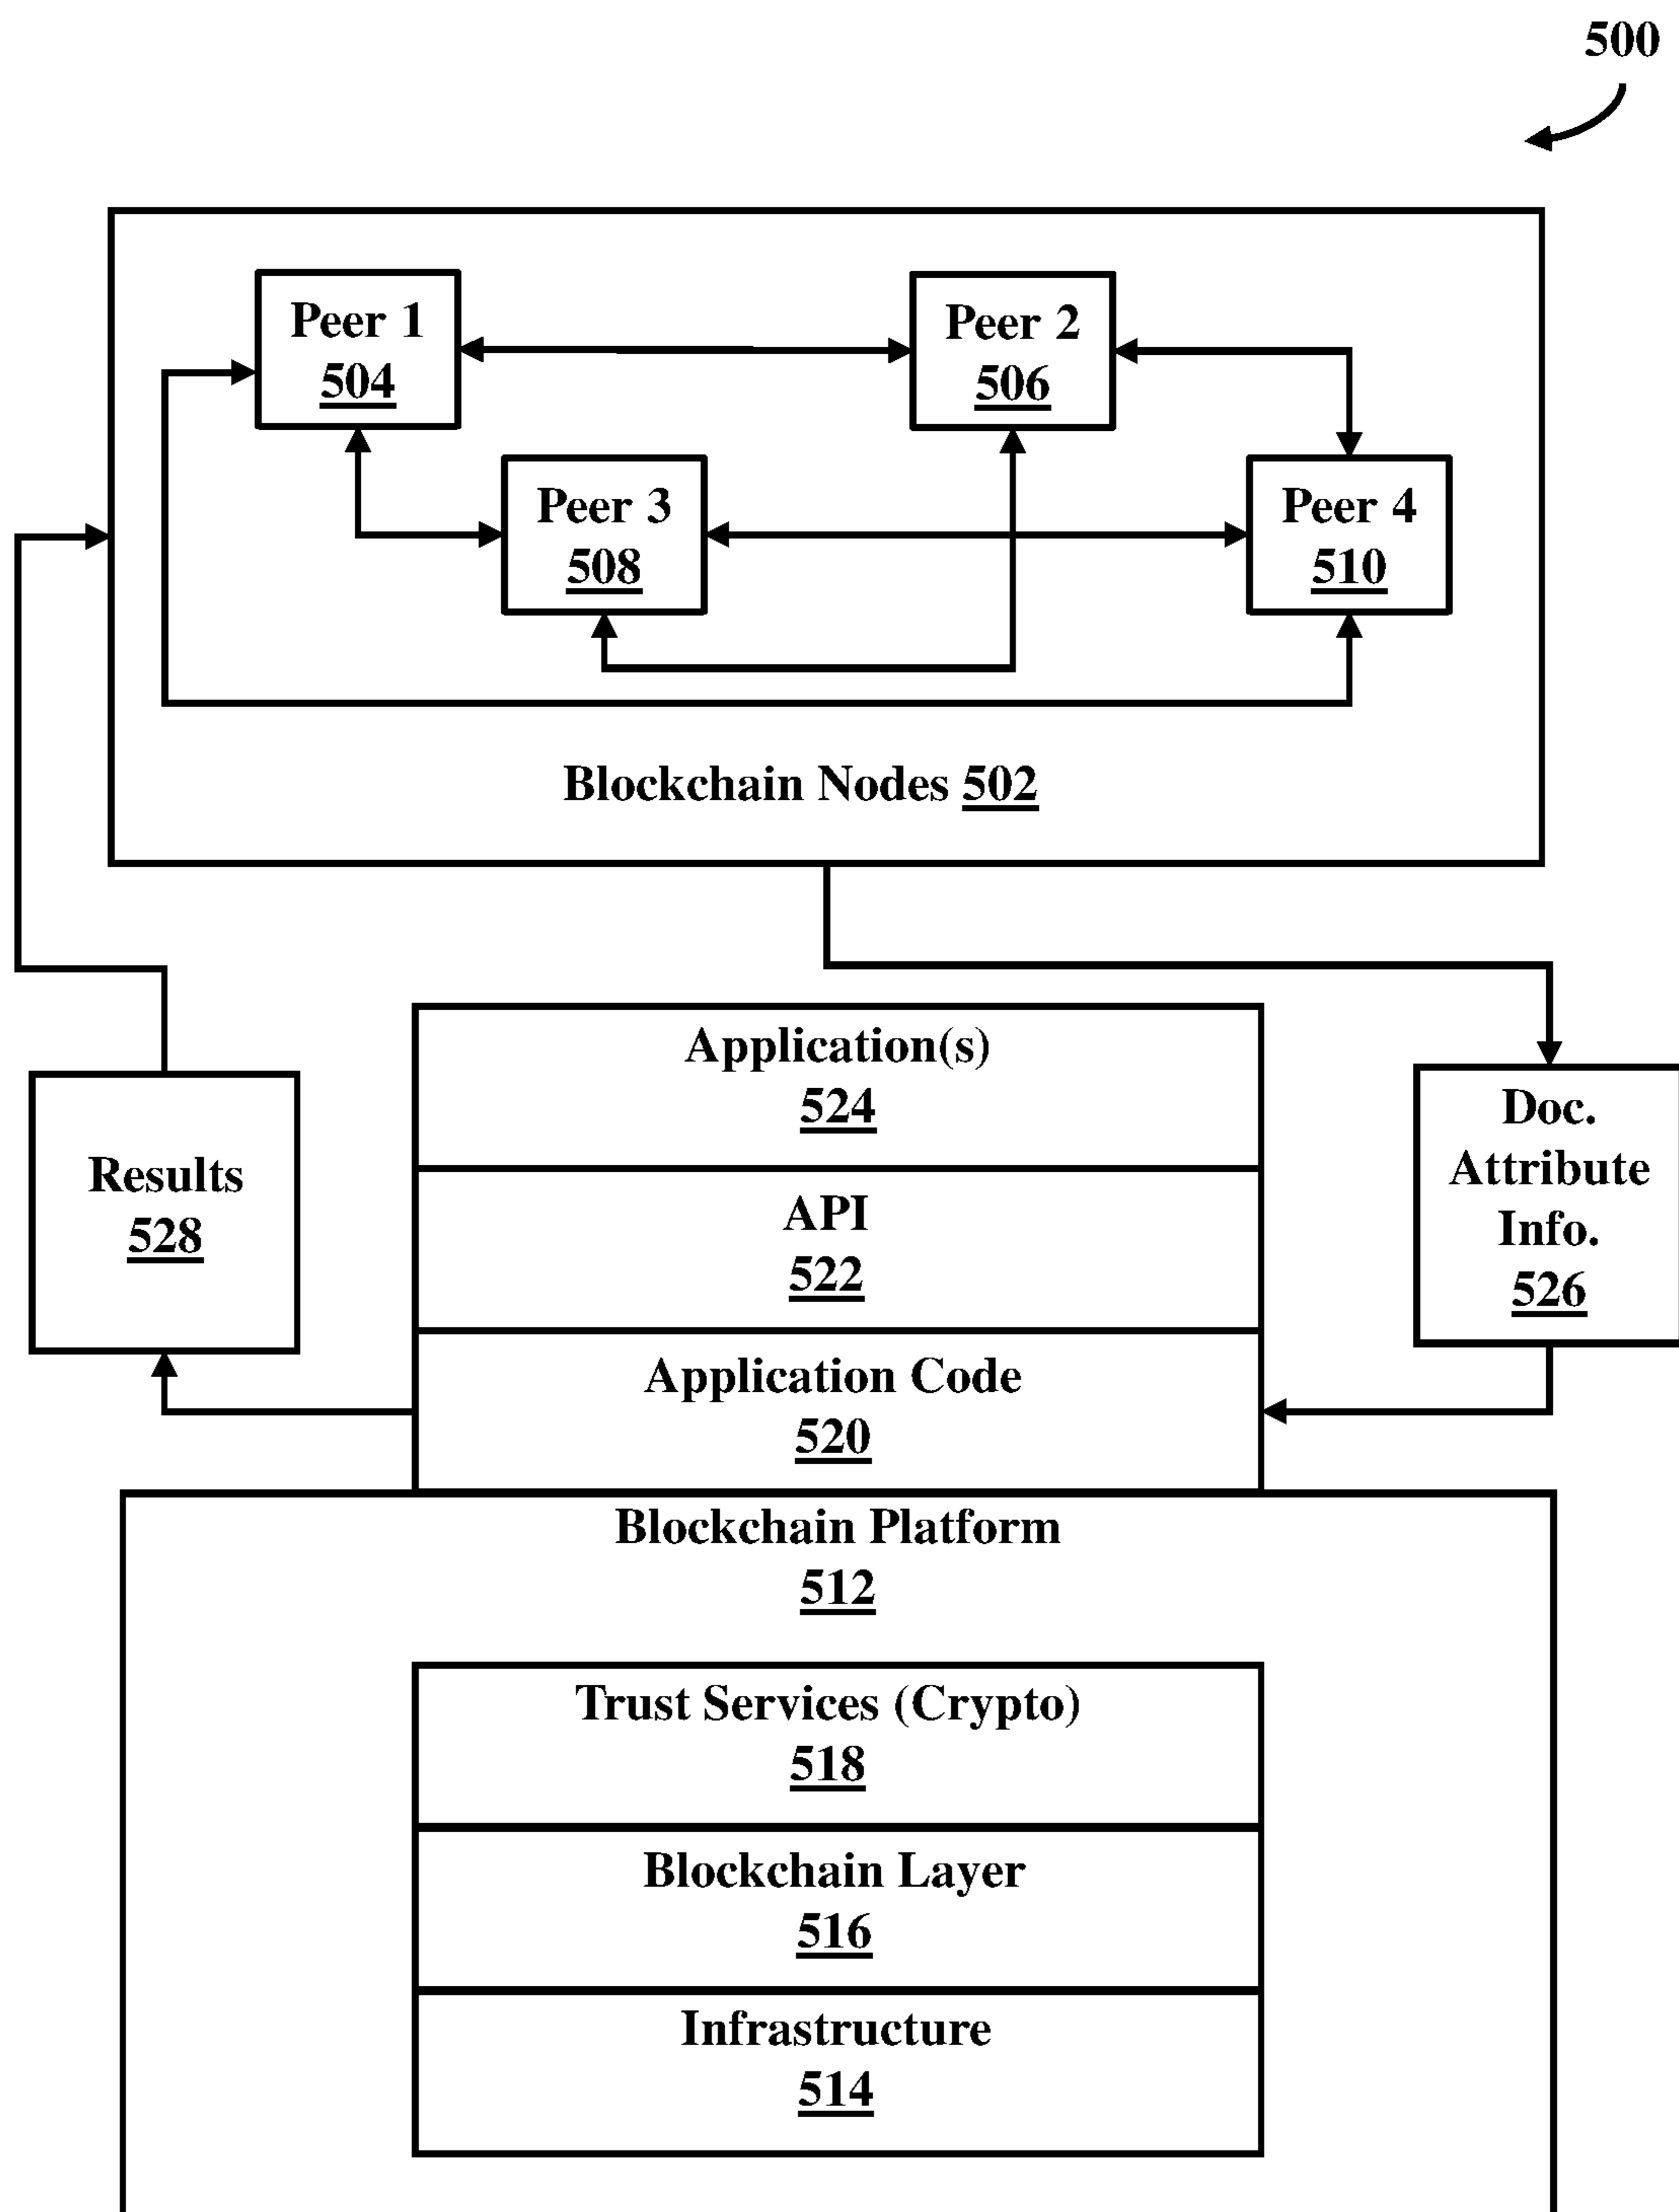 500
Peer 1
504
Peer 2
506
Peer 3
508
Peer 4
510
Blockchain Nodes 502
Application(s)
524
API
522
Application Code
520
Results
528
Doc.
Attribute
Info.
526
Blockchain Platform
512
Trust Services (Crypto)
518
Blockchain Layer
516
Infrastructure
514